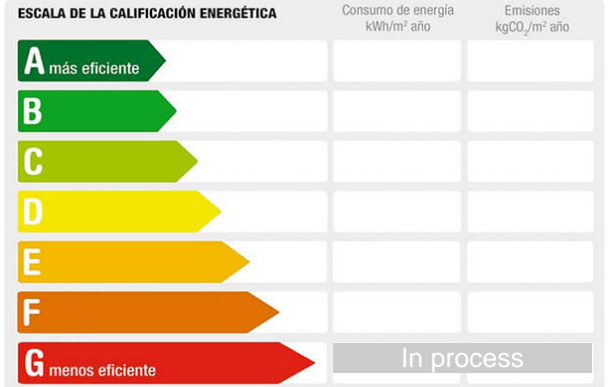 ESCALA DE LA CALIFICACIÓN ENERGÉTICA
Consumo de energía
kWh/m² año
Emisiones
kgCO₂/m² año
A más eficiente
B
C
D
E
F
G menos eficiente
In process